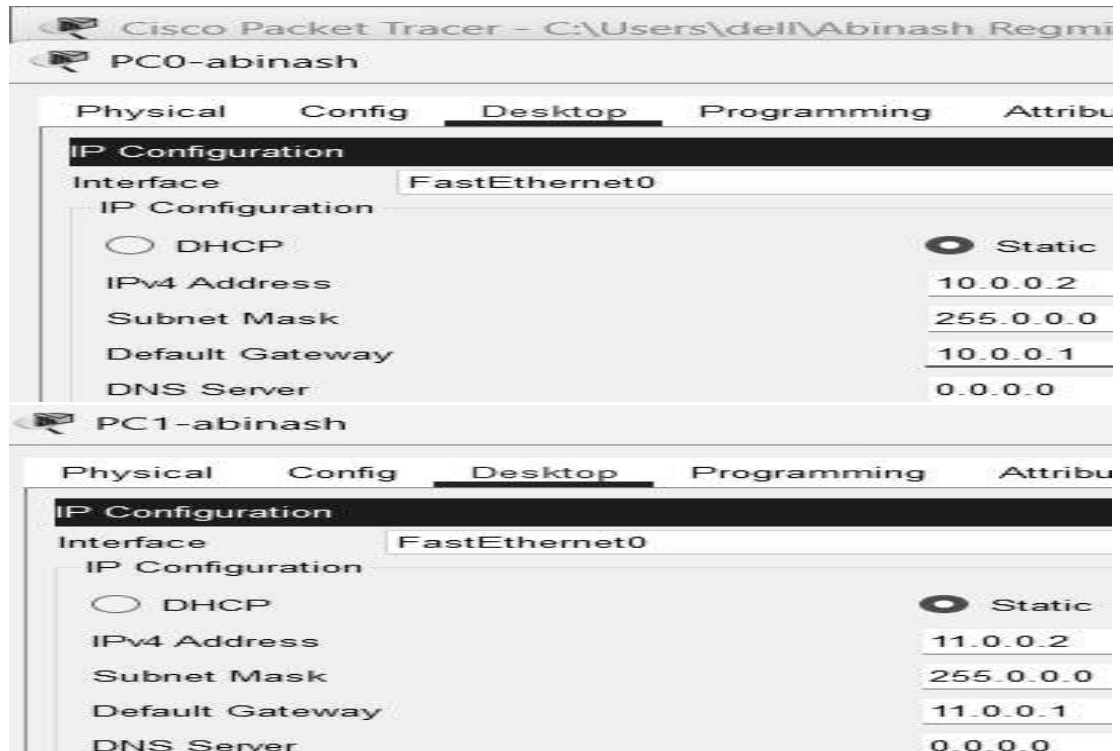 Cisco Packet Tracer - C:\Users\dell\Abinash Regmi
PC0-abinash
Physical Config Desktop Programming Attribu
IP Configuration
Interface FastEthernet0
IP Configuration
DHCP Static
IPv4 Address 10.0.0.2
Subnet Mask 255.0.0.0
Default Gateway 10.0.0.1
DNS Server 0.0.0.0
PC1-abinash
Physical Config Desktop Programming Attribu
IP Configuration
Interface FastEthernet0
IP Configuration
DHCP Static
IPv4 Address 11.0.0.2
Subnet Mask 255.0.0.0
Default Gateway 11.0.0.1
DNS Server 0.0.0.0